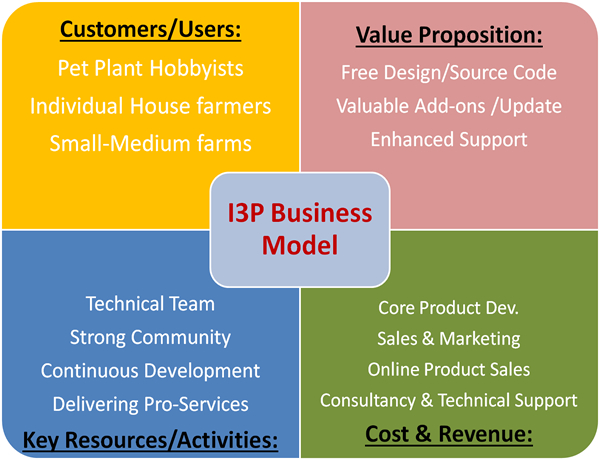 Customers/Users:
Pet Plant Hobbyists
Individual House farmers
Small-Medium farms
Value Proposition:
Free Design/Source Code
Valuable Add-ons /Update
Enhanced Support
I3P Business
Model
Technical Team
Strong Community
Continuous Development
Delivering Pro-Services
Key Resources/Activities:
Core Product Dev.
Sales & Marketing
Online Product Sales
Consultancy & Technical Support
Cost & Revenue: